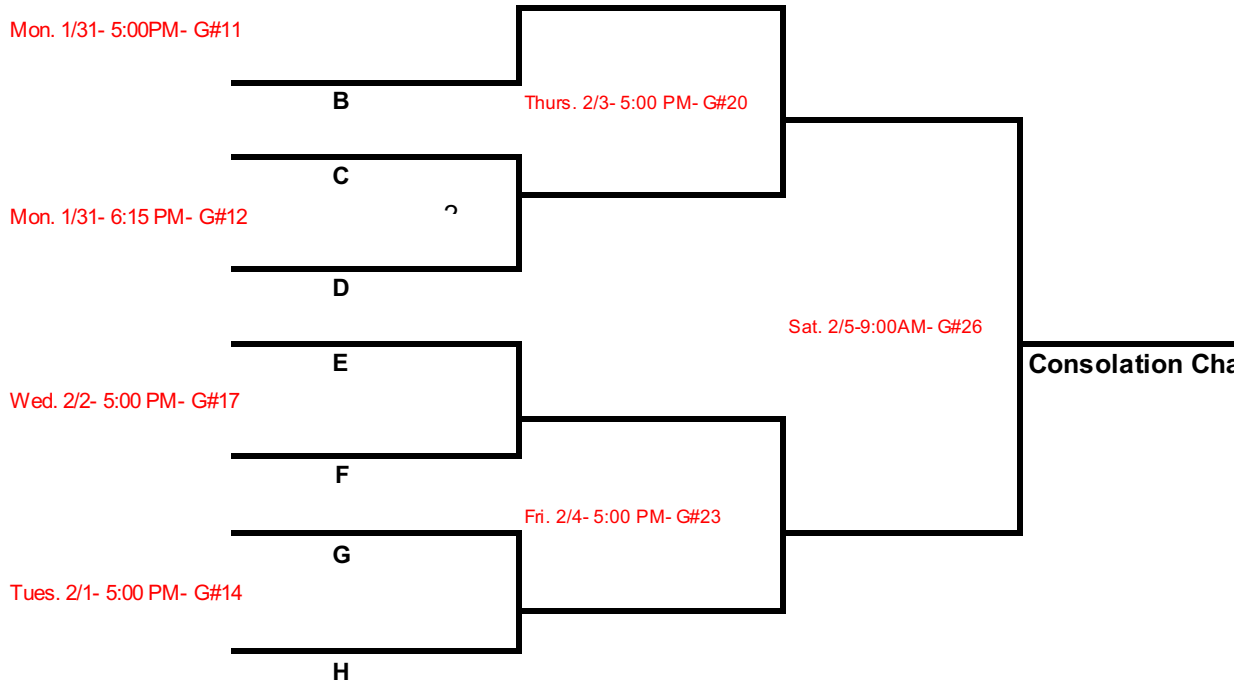 Mon. 1/31- 5:00PM- G#11
B
Thurs. 2/3- 5:00 PM- G#20
C
Mon. 1/31- 6:15 PM- G#12
D
Sat. 2/5-9:00AM- G#26
E
Consolation Cha
Wed. 2/2- 5:00 PM- G#17
F
Fri. 2/4- 5:00 PM- G#23
G
Tues. 2/1- 5:00 PM- G#14
H